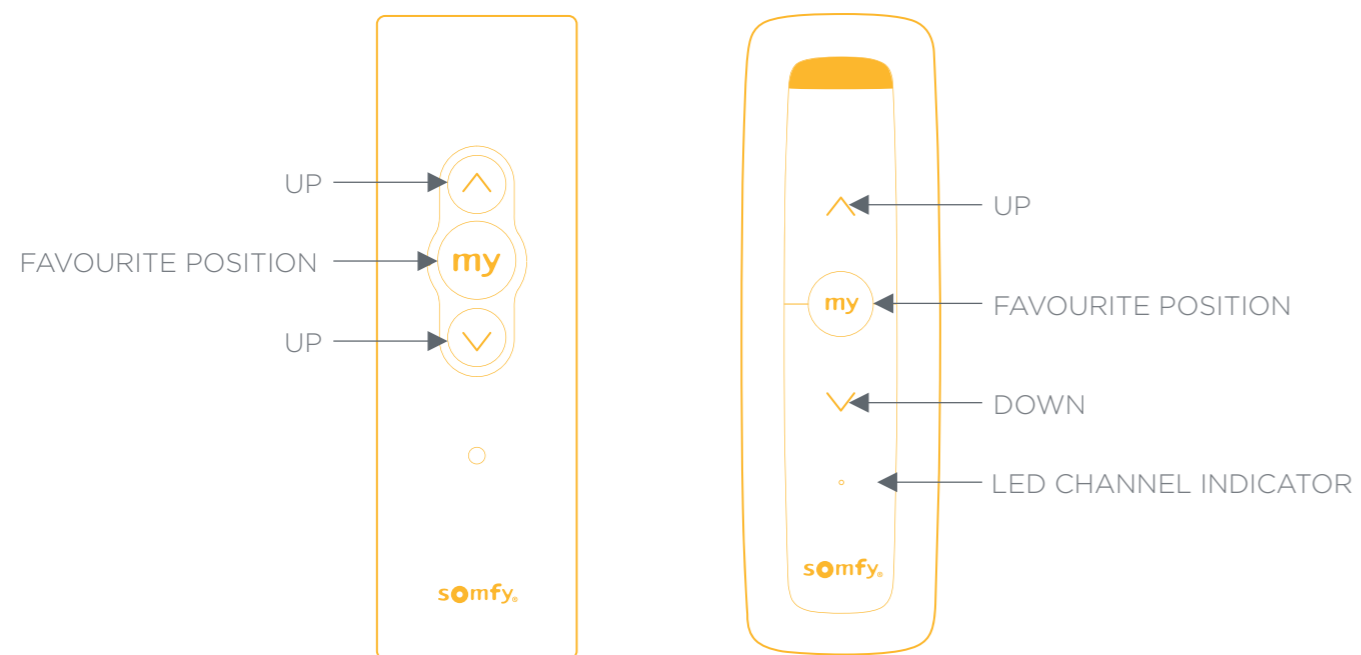 UP
FAVOURITE POSITION
my
UP
somfy®
UP
my
FAVOURITE POSITION
DOWN
LED CHANNEL INDICATOR
somfy®